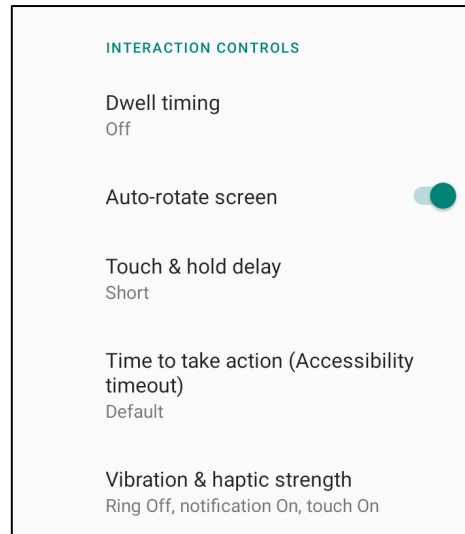 INTERACTION CONTROLS
Dwell timing
Off
Auto-rotate screen
Touch & hold delay
Short
Time to take action (Accessibility
timeout)
Default
Vibration & haptic strength
Ring Off, notification On, touch On